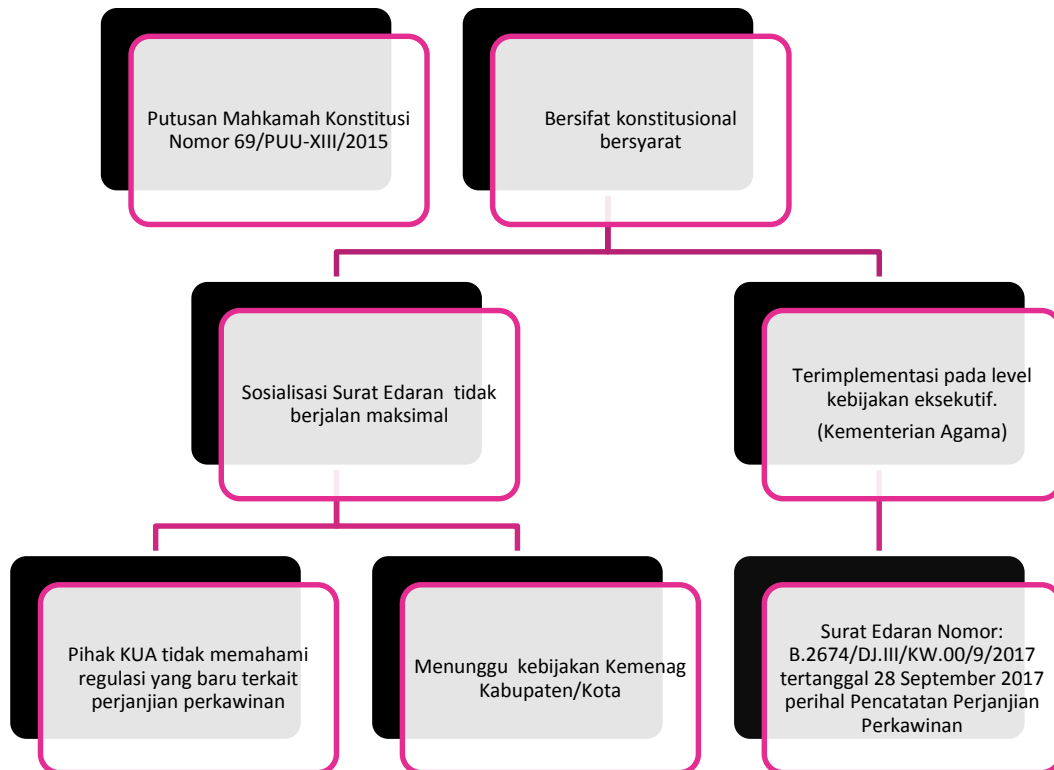 Putusan Mahkamah Konstitusi
Nomor 69/PUU-XIII/2015
Bersifat konstitusional
bersyarat
Sosialisasi Surat Edaran  tidak
berjalan maksimal
Terimplementasi pada level
kebijakan eksekutif.
(Kementerian Agama)
Pihak KUA tidak memahami
regulasi yang baru terkait
perjanjian perkawinan
Menunggu  kebijakan Kemenag
Kabupaten/Kota
Surat Edaran Nomor:
B.2674/DJ.III/KW.00/9/2017
tertanggal 28 September 2017
perihal Pencatatan Perjanjian
Perkawinan